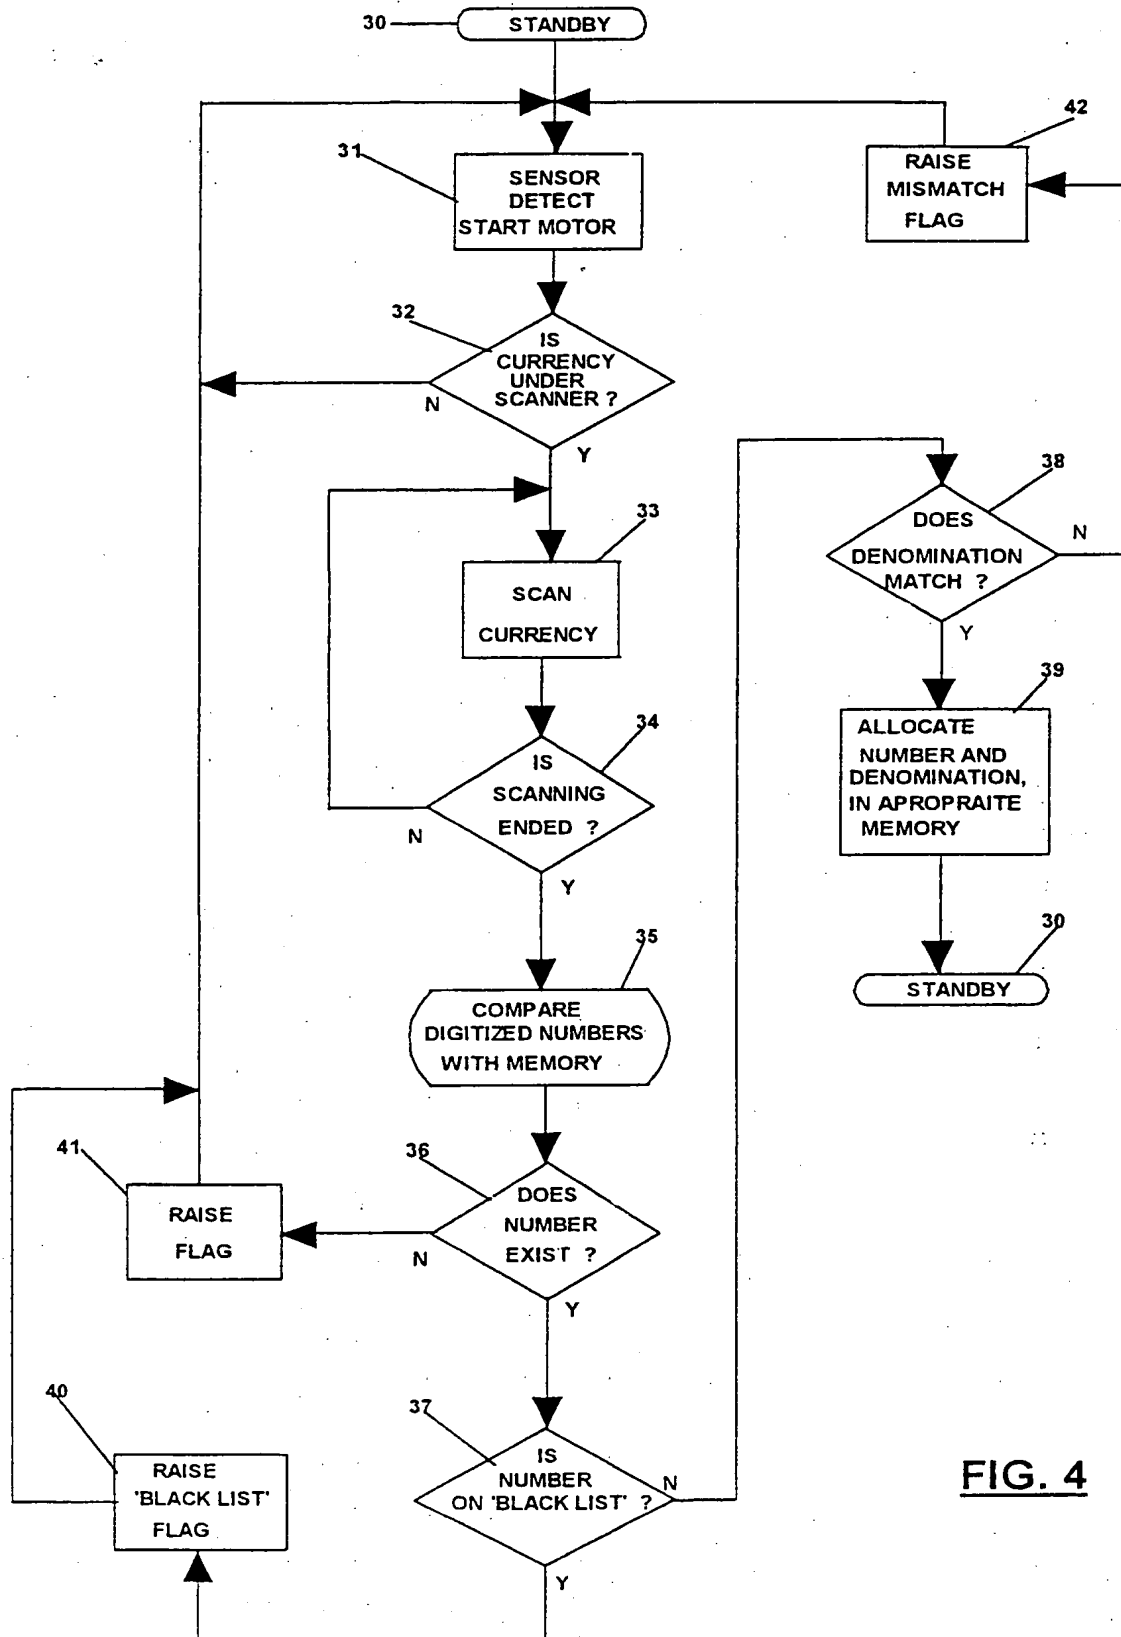 30
STANDBY
31
SENSOR
DETECT
START MOTOR
42
RAISE
MISMATCH
FLAG
32
IS
CURRENCY
UNDER
SCANNER ?
N
Y
33
SCAN
CURRENCY
34
IS
SCANNING
ENDED ?
N
Y
35
COMPARE
DIGITIZED NUMBERS
WITH MEMORY
36
DOES
NUMBER
EXIST ?
N
Y
41
RAISE
FLAG
37
IS
NUMBER
ON 'BLACK LIST' ?
N
Y
40
RAISE
'BLACK LIST'
FLAG
38
DOES
DENOMINATION
MATCH ?
N
Y
39
ALLOCATE
NUMBER AND
DENOMINATION,
IN APROPRAITE
MEMORY
30
STANDBY
FIG. 4